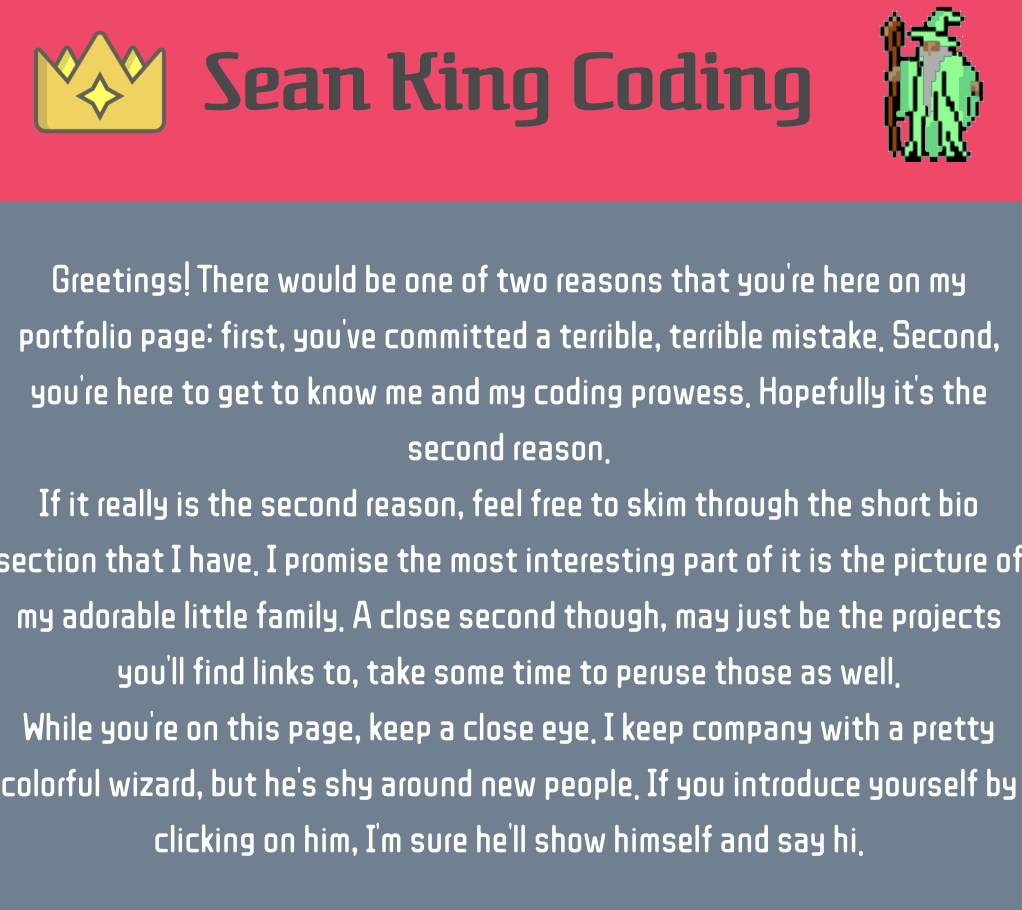 Sean King Coding
Greetings! There would be one of two reasons that you're here on my
portfolio page: first, you've committed a terrible, terrible mistake. Second,
you're here to get to know me and my coding prowess. Hopefully it's the
second reason.
If it really is the second reason, feel free to skim through the short bio
section that I have. I promise the most interesting part of it is the picture of
my adorable little family. A close second though, may just be the projects
you'll find links to, take some time to peruse those as well.
While you're on this page, keep a close eye. I keep company with a pretty
colorful wizard, but he's shy around new people. If you introduce yourself by
clicking on him, I'm sure he'll show himself and say hi.